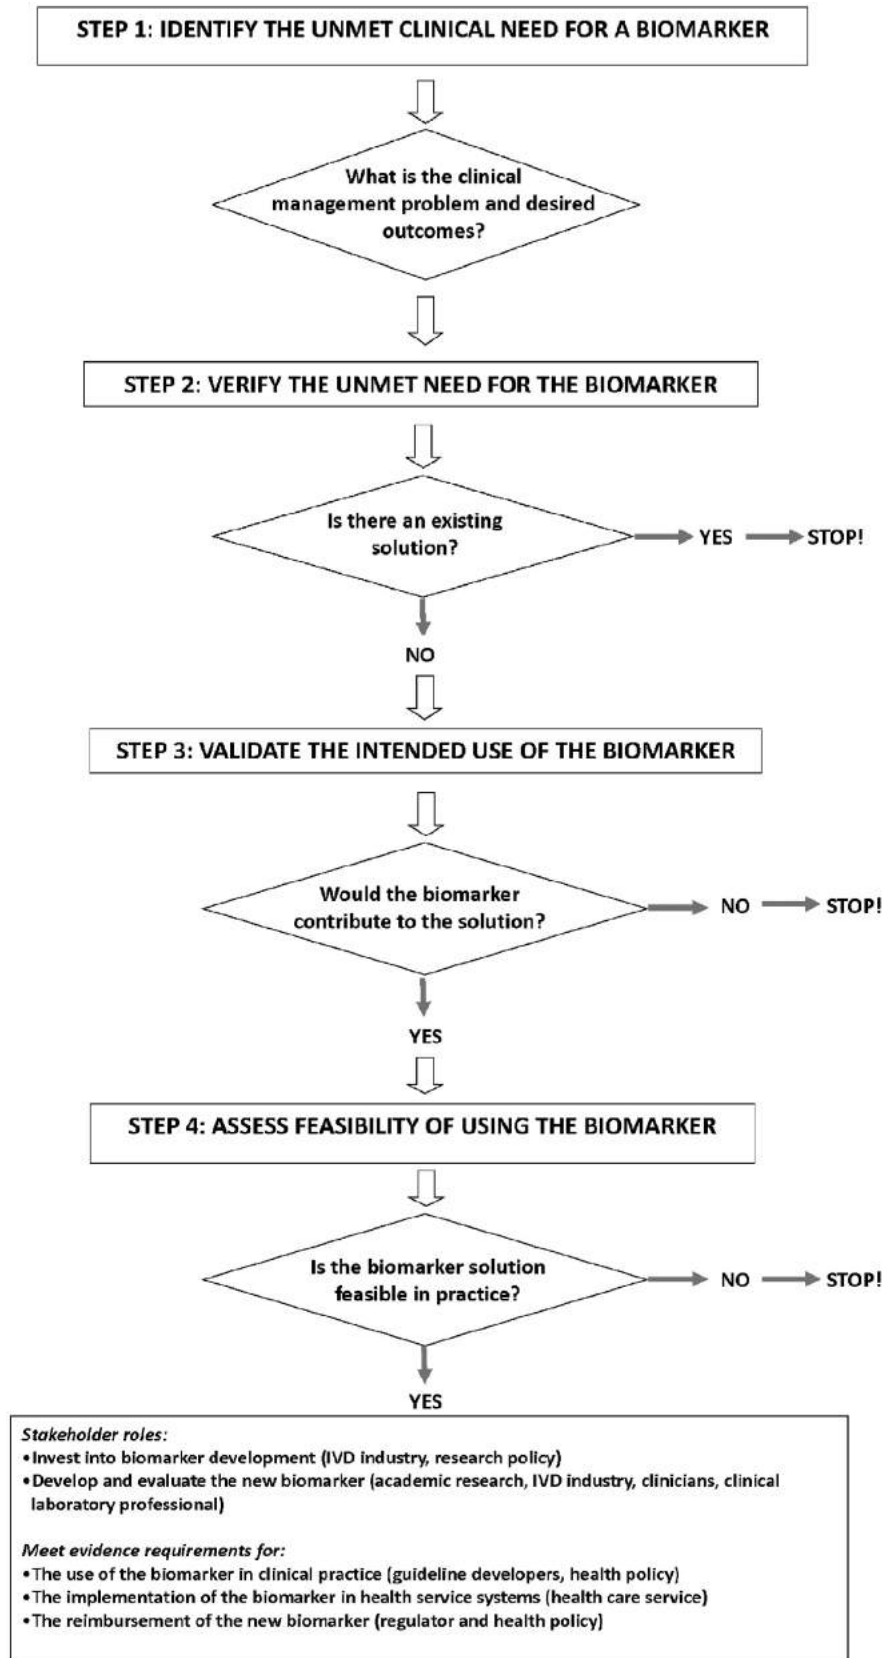 STEP 1: IDENTIFY THE UNMET CLINICAL NEED FOR A BIOMARKER
What is the clinical
management problem and desired
outcomes?
STEP 2: VERIFY THE UNMET NEED FOR THE BIOMARKER
Is there an existing
solution?
YES
STOP!
NO
STEP 3: VALIDATE THE INTENDED USE OF THE BIOMARKER
Would the biomarker
contribute to the solution?
NO
STOP!
YES
STEP 4: ASSESS FEASIBILITY OF USING THE BIOMARKER
Is the biomarker solution
feasible in practice?
NO
STOP!
YES
Stakeholder roles:
•Invest into biomarker development (IVD industry, research policy)
•Develop and evaluate the new biomarker (academic research, IVD industry, clinicians, clinical
laboratory professional)
Meet evidence requirements for:
•The use of the biomarker in clinical practice (guideline developers, health policy)
•The implementation of the biomarker in health service systems (health care service)
•The reimbursement of the new biomarker (regulator and health policy)